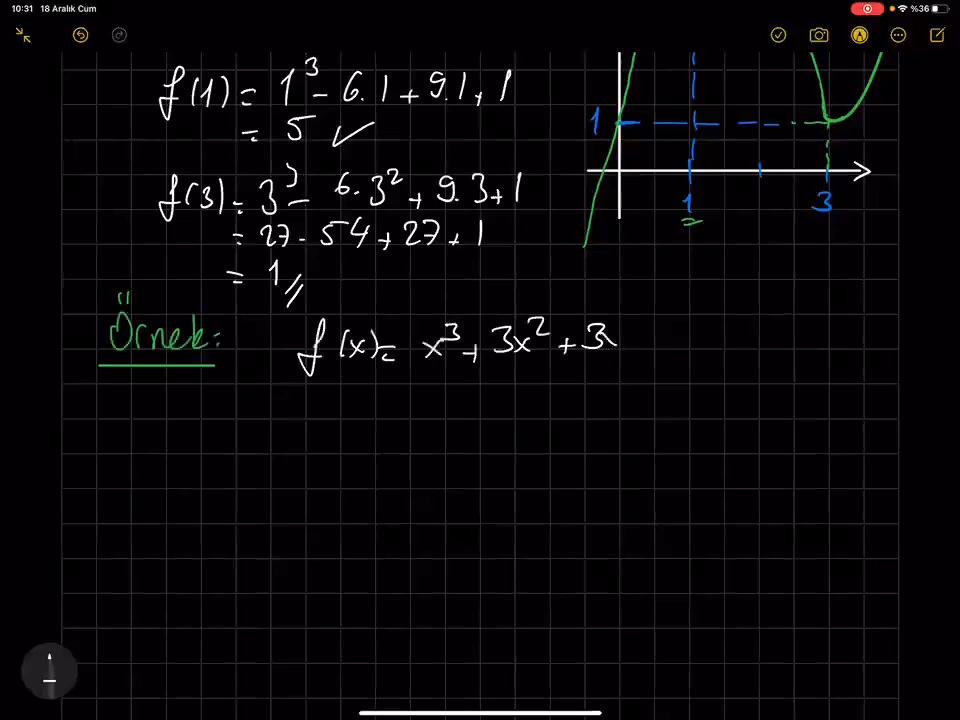 10:31 18 Aralık Cum
%36
f(1) = 1³ - 6.1 + 9.1 + 1
= 5 ✓
f(3) = 3³ - 6.3² + 9.3 + 1
= 27 - 54 + 27 + 1
= 1 //
1
1
3
Örnek: f(x) = x³ + 3x² + 3